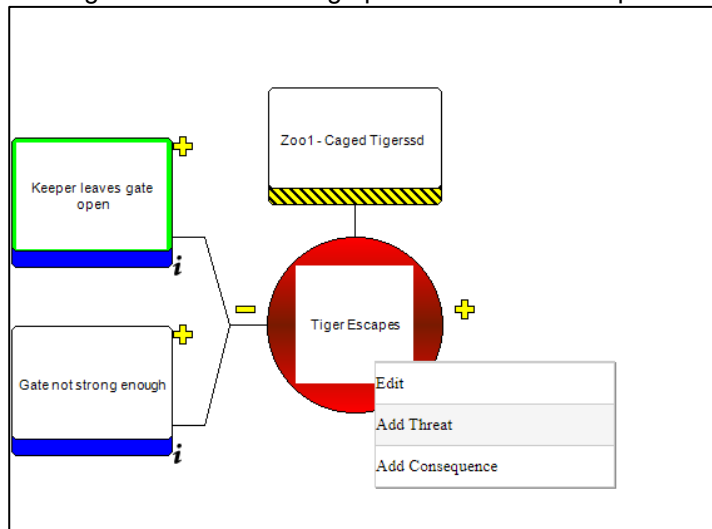 Zoo1 - Caged Tigerssd
Keeper leaves gate
open
i
Tiger Escapes
Gate not strong enough
i
Edit
Add Threat
Add Consequence